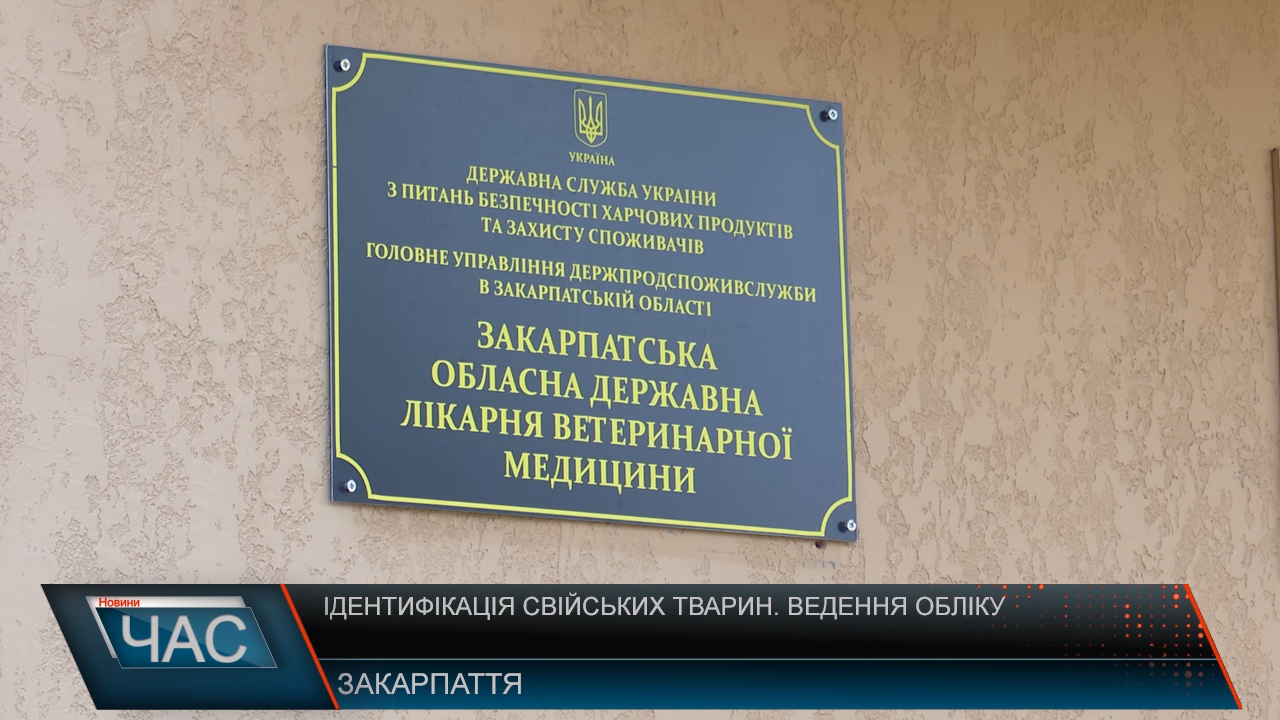 УКРАЇНА
ДЕРЖАВНА СЛУЖБА УКРАЇНИ
З ПИТАНЬ БЕЗПЕЧНОСТІ ХАРЧОВИХ ПРОДУКТІВ
ТА ЗАХИСТУ СПОЖИВАЧІВ
ГОЛОВНЕ УПРАВЛІННЯ ДЕРЖПРОДСПОЖИВСЛУЖБИ
В ЗАКАРПАТСЬКІЙ ОБЛАСТІ
ЗАКАРПАТСЬКА
ОБЛАСНА ДЕРЖАВНА
ЛІКАРНЯ ВЕТЕРИНАРНОЇ
МЕДИЦИНИ
Новини
ЧАС
ІДЕНТИФІКАЦІЯ СВІЙСЬКИХ ТВАРИН. ВЕДЕННЯ ОБЛІКУ
ЗАКАРПАТТЯ